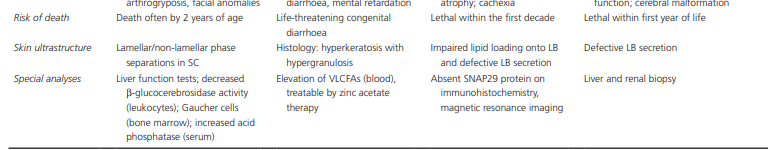 arthrogryposis, facial anomalies diarrhoea, mental retardation atrophy; cachexia function; cerebral malformation
Risk of death Death often by 2 years of age Life-threatening congenital Lethal within the first decade Lethal within first year of life
diarrhoea
Skin ultrastructure Lamellar/non-lamellar phase Histology: hyperkeratosis with Impaired lipid loading onto LB Defective LB secretion
separations in SC hypergranulosis and defective LB secretion
Special analyses Liver function tests; decreased Elevation of VLCFAs (blood), Absent SNAP29 protein on Liver and renal biopsy
β-glucocerebrosidase activity treatable by zinc acetate immunohistochemistry,
(leukocytes); Gaucher cells therapy magnetic resonance imaging
(bone marrow); increased acid
phosphatase (serum)